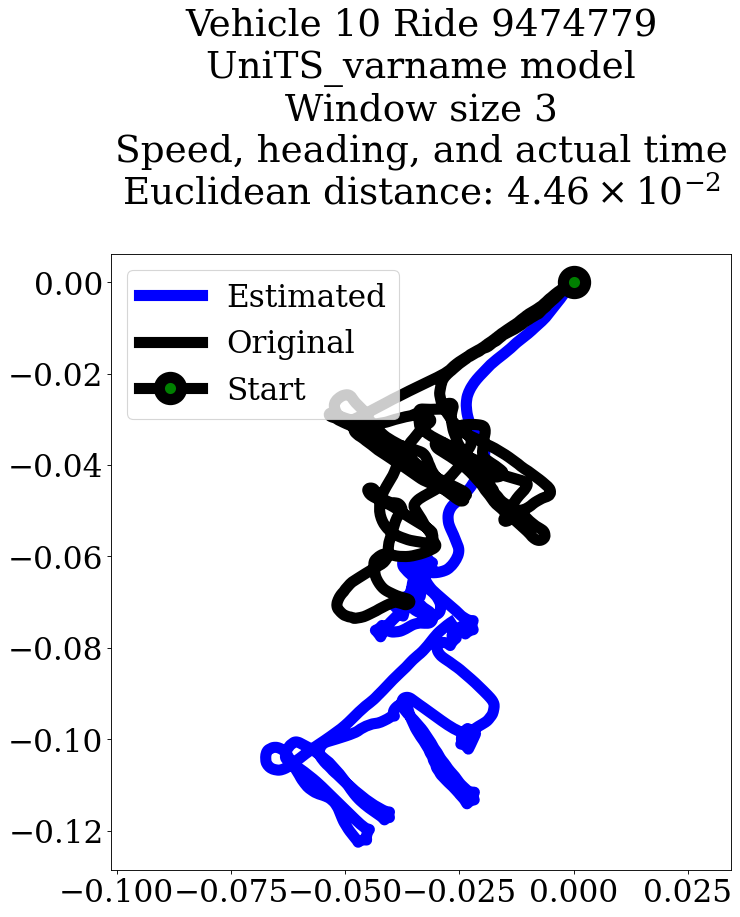 Vehicle 10 Ride 9474779
UniTS_varname model
Window size 3
Speed, heading, and actual time
Euclidean distance: 4.46 × 10⁻²
Estimated
Original
Start
0.00
−0.02
−0.04
−0.06
−0.08
−0.10
−0.12
−0.100 −0.075 −0.050 −0.025 0.000 0.025